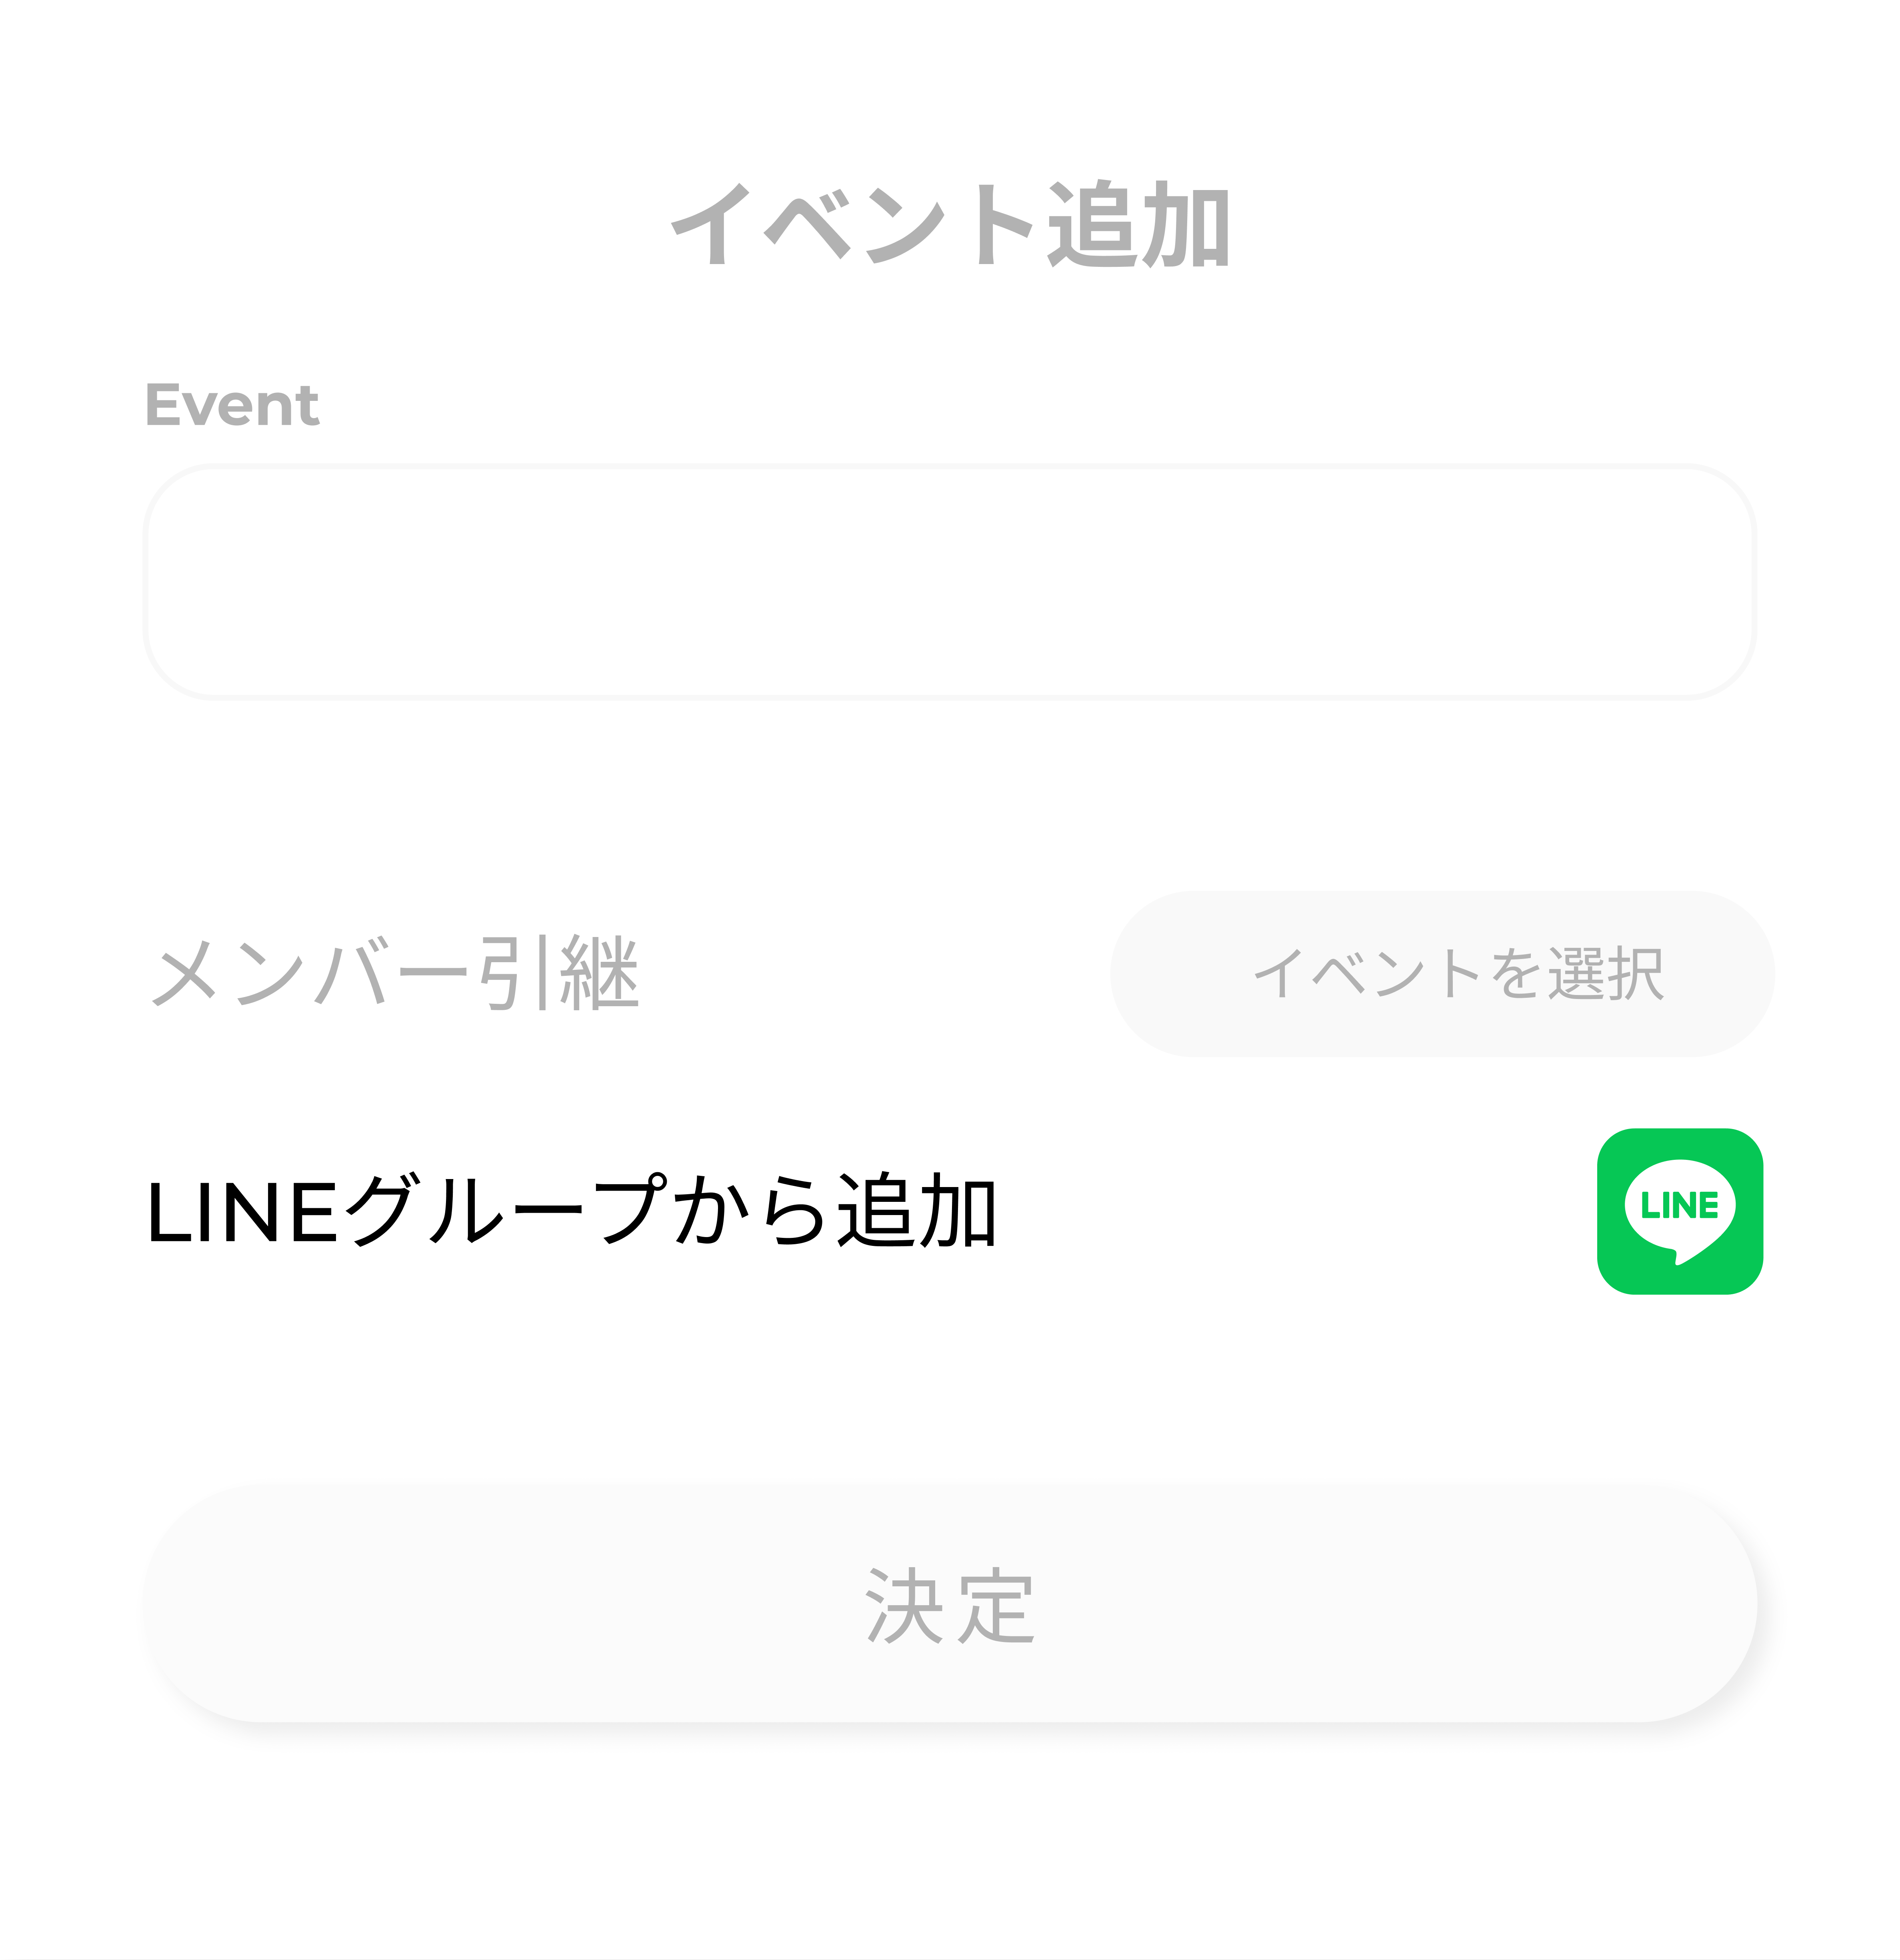 イベント追加
Event
メンバー引継
イベントを選択
LINEグループから追加
LINE
決定